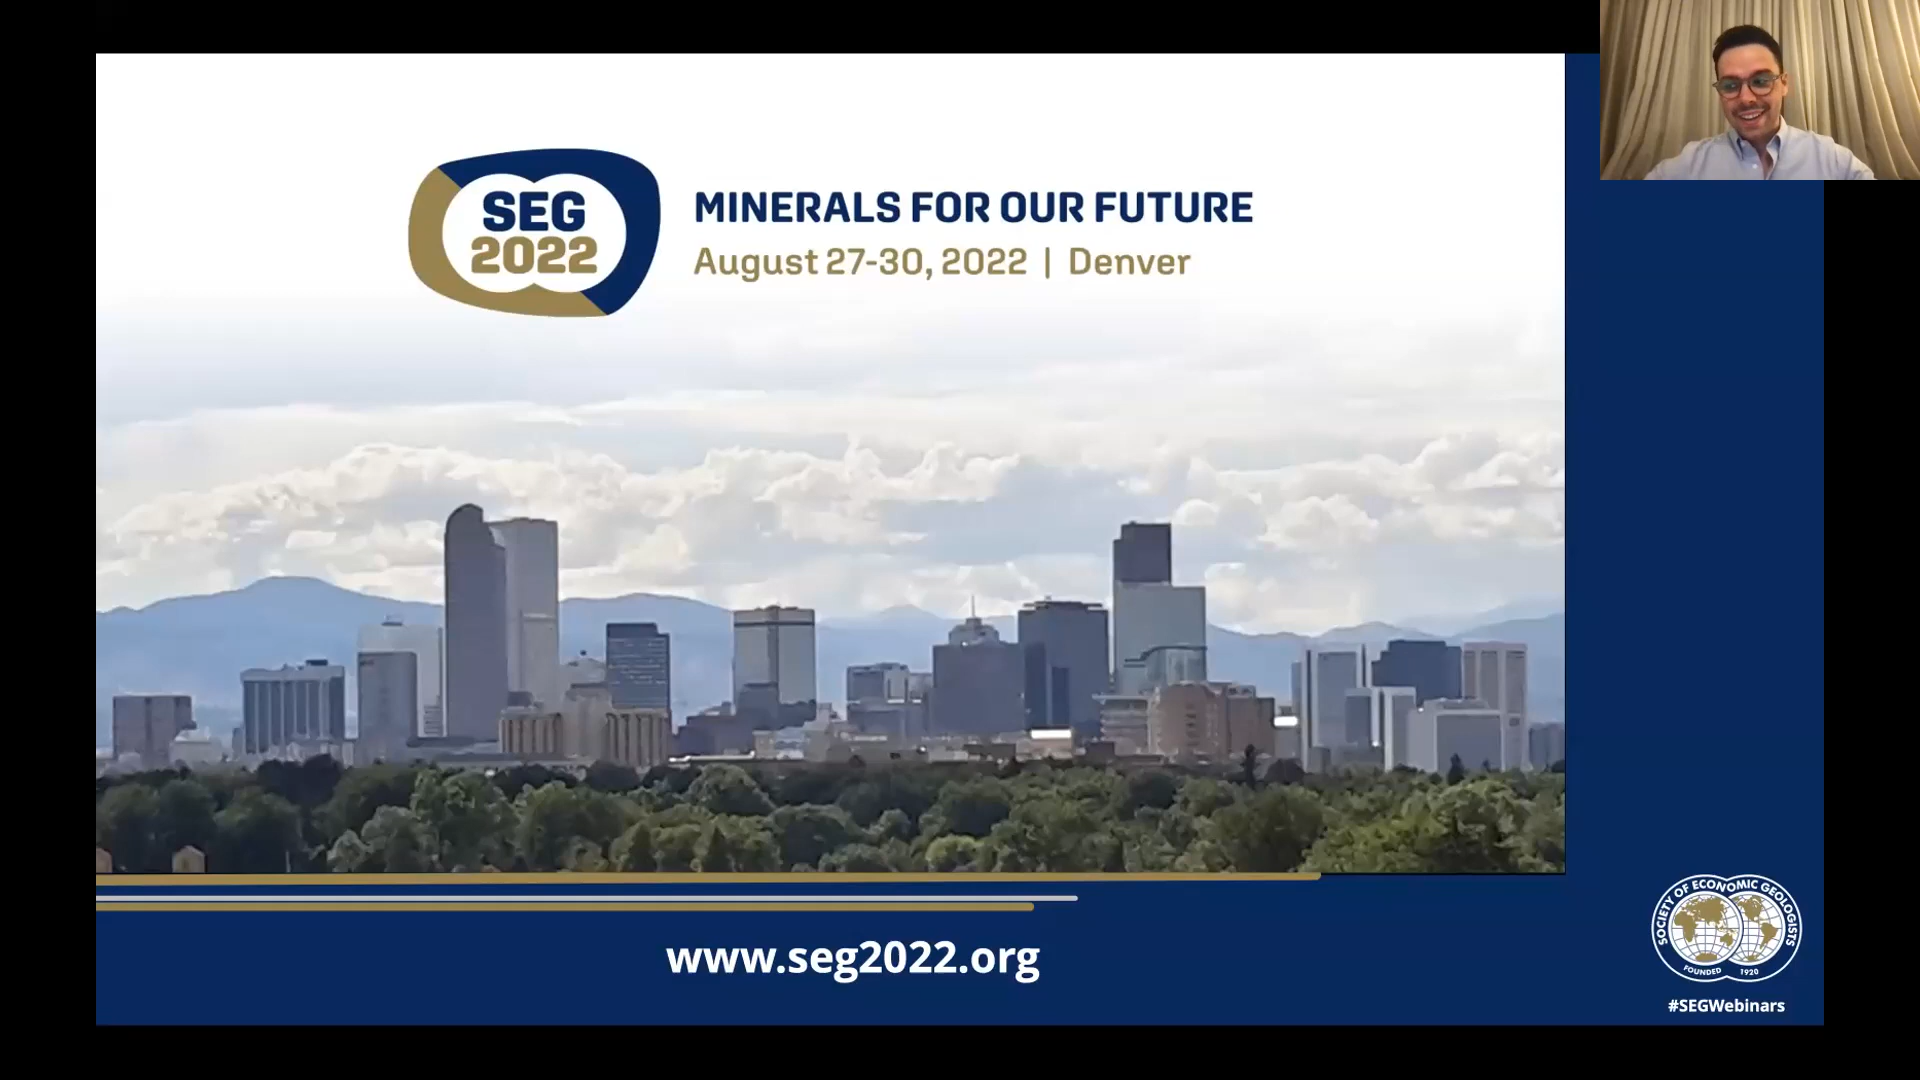 SEG
2022
MINERALS FOR OUR FUTURE
August 27-30, 2022 | Denver
www.seg2022.org
SOCIETY OF ECONOMIC GEOLOGISTS
FOUNDED 1920
#SEGWebinars